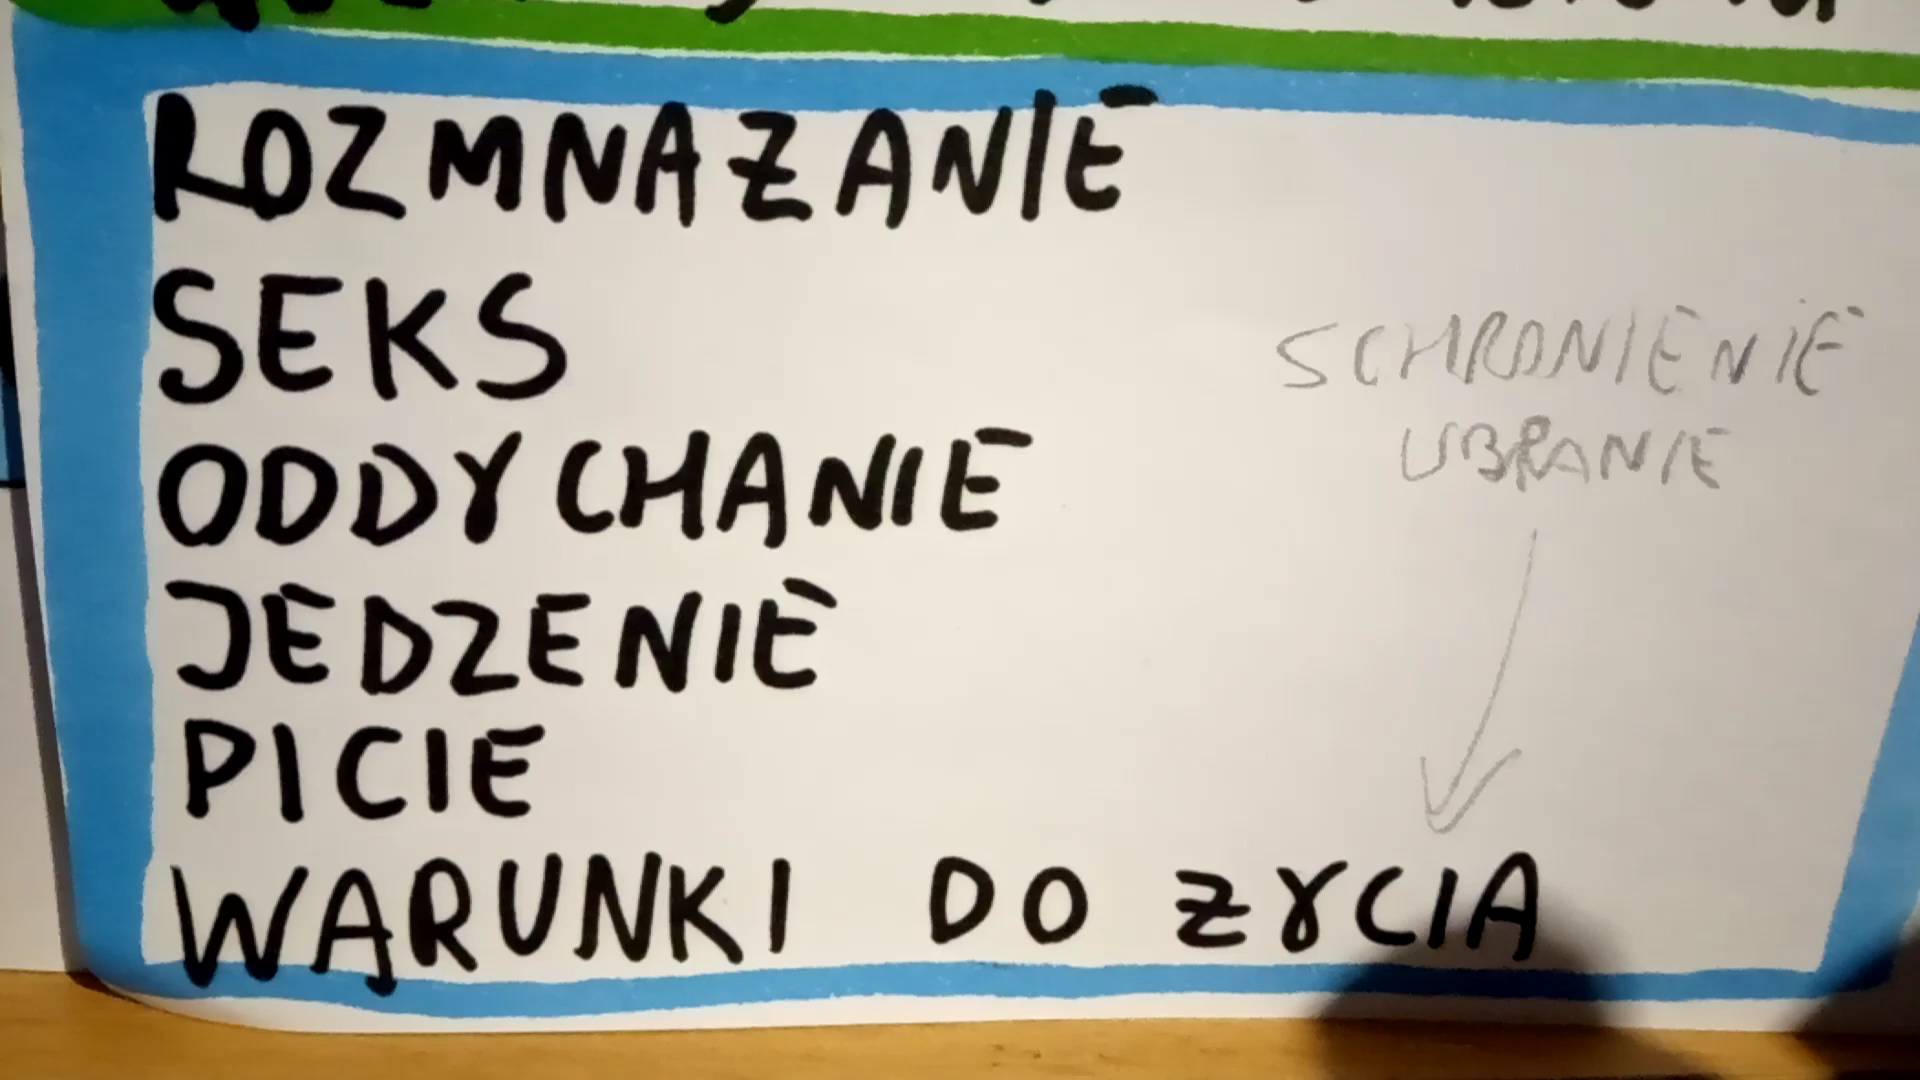 ROZMNAŻANIE
SEKS
SCHRONIENIE
UBRANIE
ODDYCHANIE
JEDZENIE
PICIE
WARUNKI DO ŻYCIA